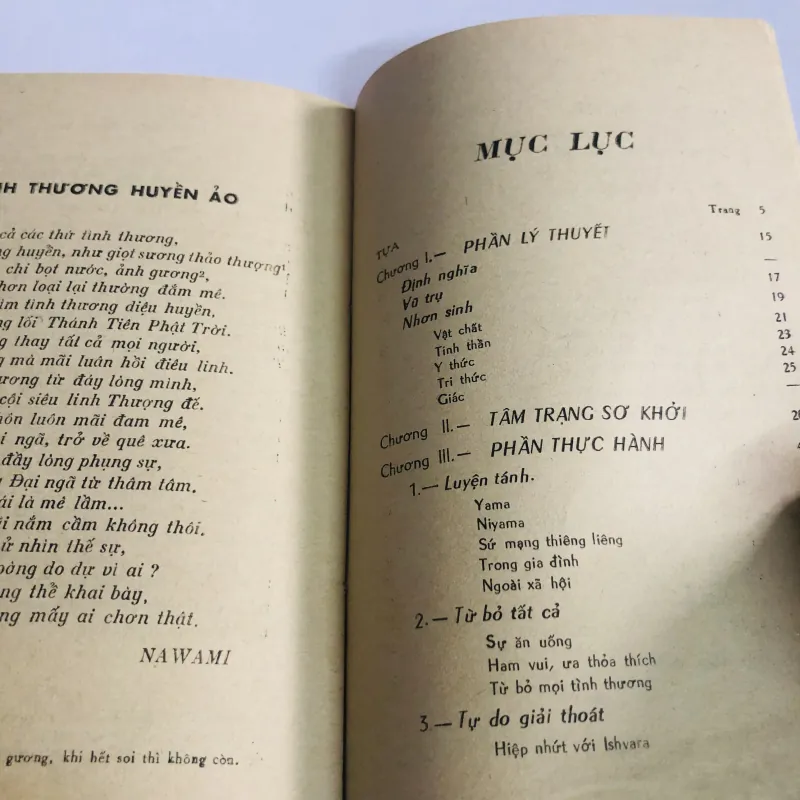 NH THƯƠNG HUYỀN ẢO
cả các thứ tình thương,
g huyền, như giọt sương thảo thượng¹,
chi bọt nước, ảnh gương²,
hơn loại lại thường đắm mê.
ìm tình thương diệu huyền,
g lối Thánh Tiên Phật Trời.
g thay tất cả mọi người,
g mà mãi luân hồi điêu linh.
ương từ đáy lòng mình,
cội siêu linh Thượng đế.
ôn luôn mãi đam mê,
i ngã, trở về quê xưa.
đầy lòng phụng sự,
Đại ngã từ thâm tâm.
ái là mê lầm...
i nắm cầm không thôi.
ử nhìn thế sự,
òng do dự vì ai ?
ng thể khai bày,
ng mấy ai chơn thật.
NAWAMI
gương, khi hết soi thì không còn.
MỤC LỤC
Trang 5
TỰA
Chương I.— PHẦN LÝ THUYẾT 15
Định nghĩa —
Vũ trụ 17
Nhơn sinh 19
Vật chất 21
Tinh thần 23
Ý thức 24
Tri thức 25
Giác —
Chương II.— TÂM TRẠNG SƠ KHỞI
Chương III.— PHẦN THỰC HÀNH
1.— Luyện tánh.
Yama
Niyama
Sứ mạng thiêng liêng
Trong gia đình
Ngoài xã hội
2.— Từ bỏ tất cả
Sự ăn uống
Ham vui, ưa thỏa thích
Từ bỏ mọi tình thương
3.— Tự do giải thoát
Hiệp nhứt với Ishvara